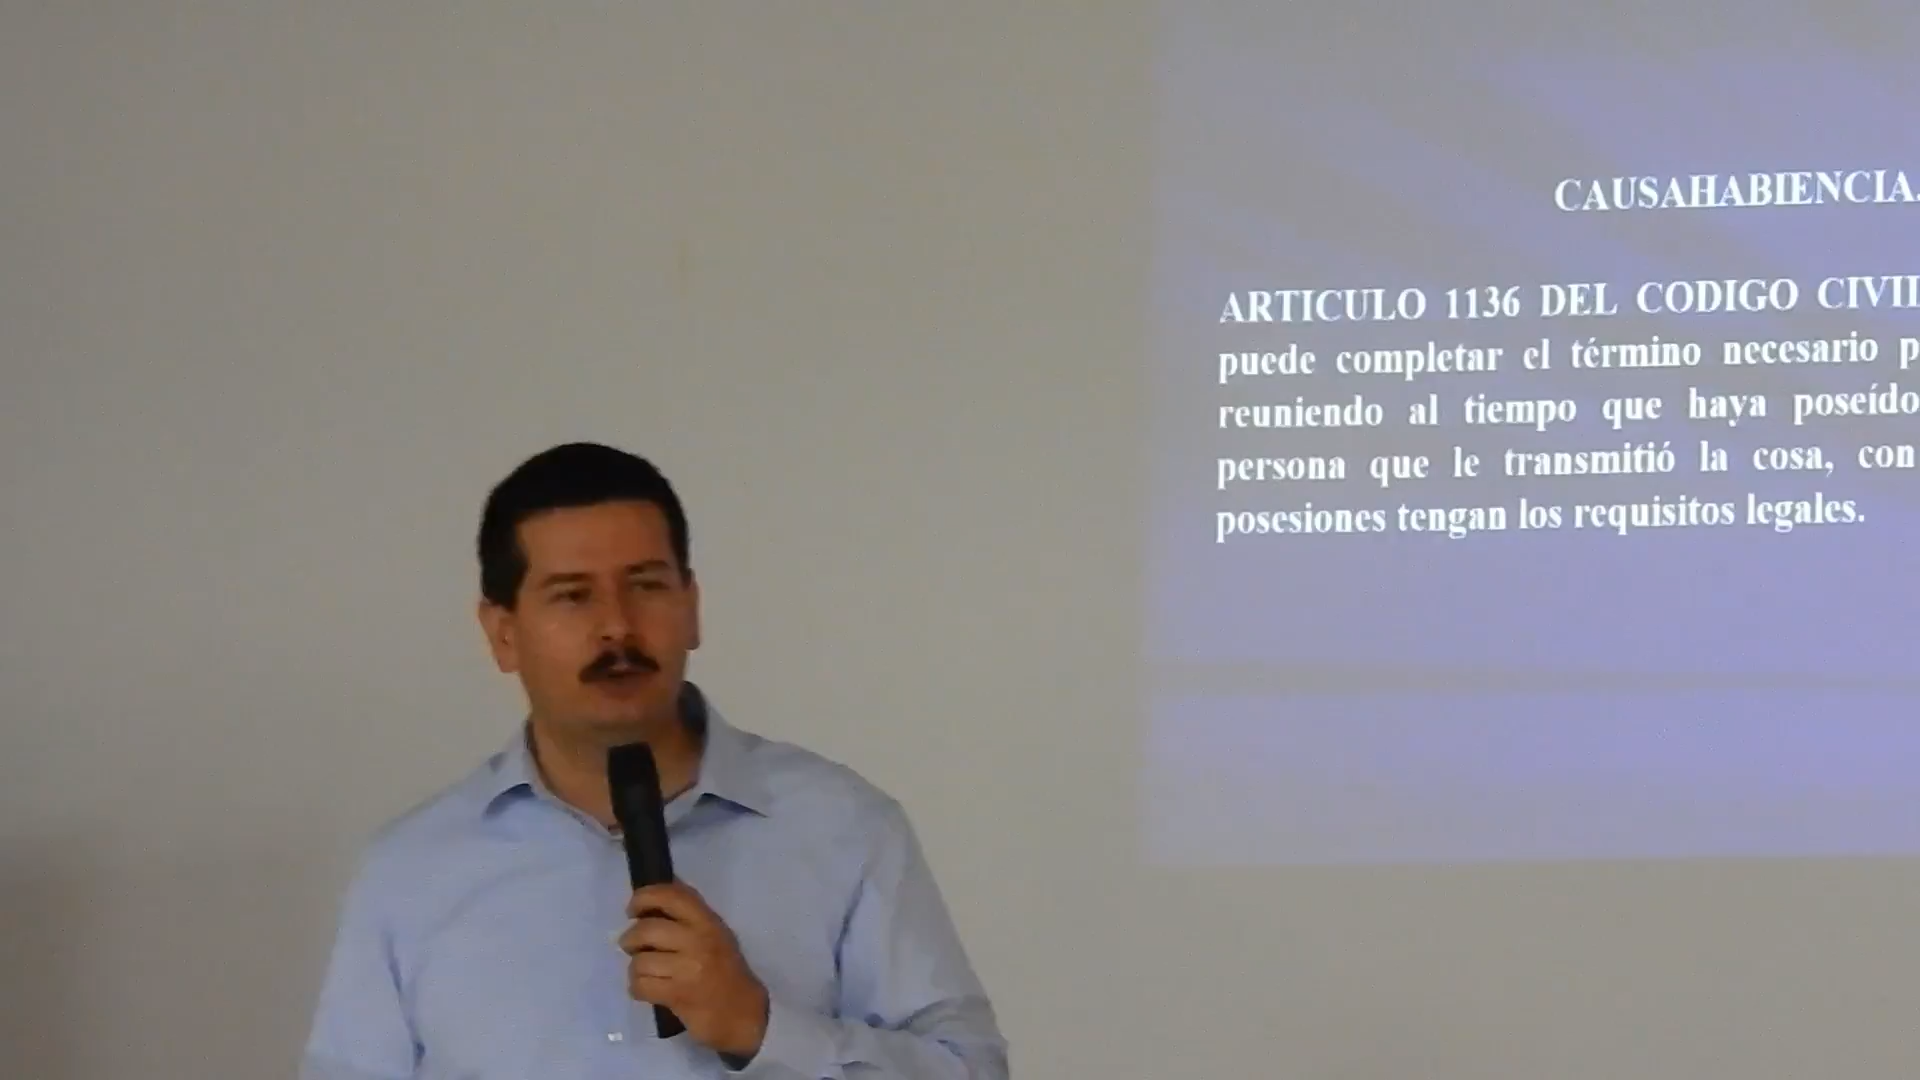 CAUSAHABIENCIA.
ARTICULO 1136 DEL CODIGO CIVIL
puede completar el término necesario p
reuniendo al tiempo que haya poseído
persona que le transmitió la cosa, con
posesiones tengan los requisitos legales.